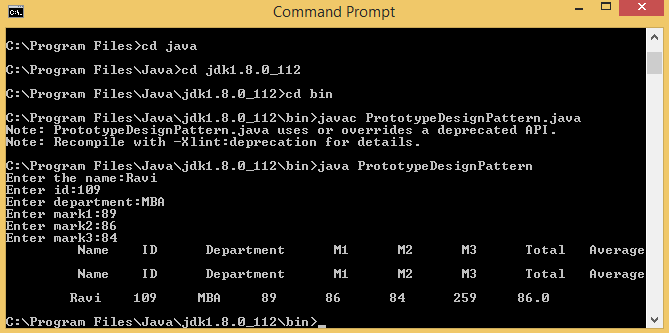 Command Prompt
C:\Program Files>cd java
C:\Program Files\Java>cd jdk1.8.0_112
C:\Program Files\Java\jdk1.8.0_112>cd bin
C:\Program Files\Java\jdk1.8.0_112\bin>javac PrototypeDesignPattern.java
Note: PrototypeDesignPattern.java uses or overrides a deprecated API.
Note: Recompile with -Xlint:deprecation for details.
C:\Program Files\Java\jdk1.8.0_112\bin>java PrototypeDesignPattern
Enter the name:Ravi
Enter id:109
Enter department:MBA
Enter mark1:89
Enter mark2:86
Enter mark3:84
Name ID Department M1 M2 M3 Total Average
Name ID Department M1 M2 M3 Total Average
Ravi 109 MBA 89 86 84 259 86.0
C:\Program Files\Java\jdk1.8.0_112\bin>_